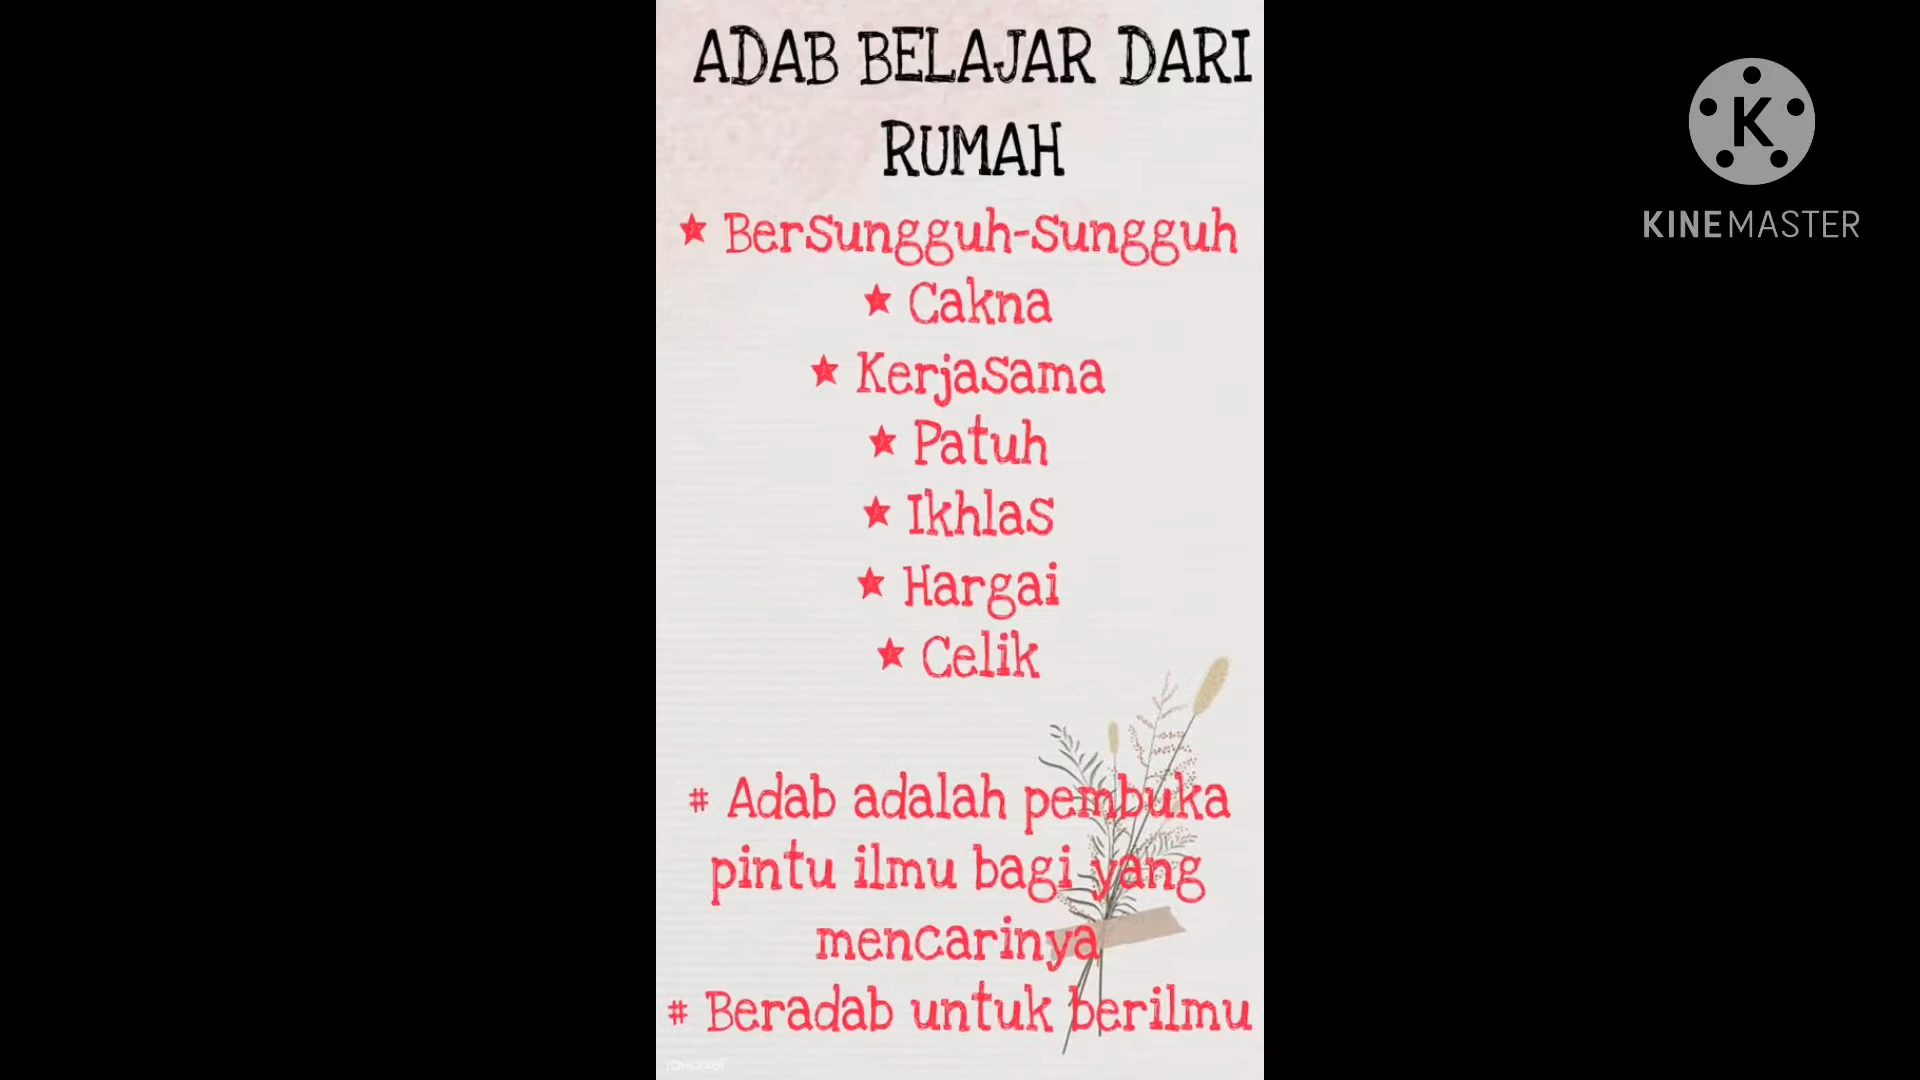 ADAB BELAJAR DARI
RUMAH
★ Bersungguh-sungguh
★ Cakna
★ Kerjasama
★ Patuh
★ Ikhlas
★ Hargai
★ Celik
# Adab adalah pembuka
pintu ilmu bagi yang
mencarinya
# Beradab untuk berilmu
rawpixel
K
KINEMASTER